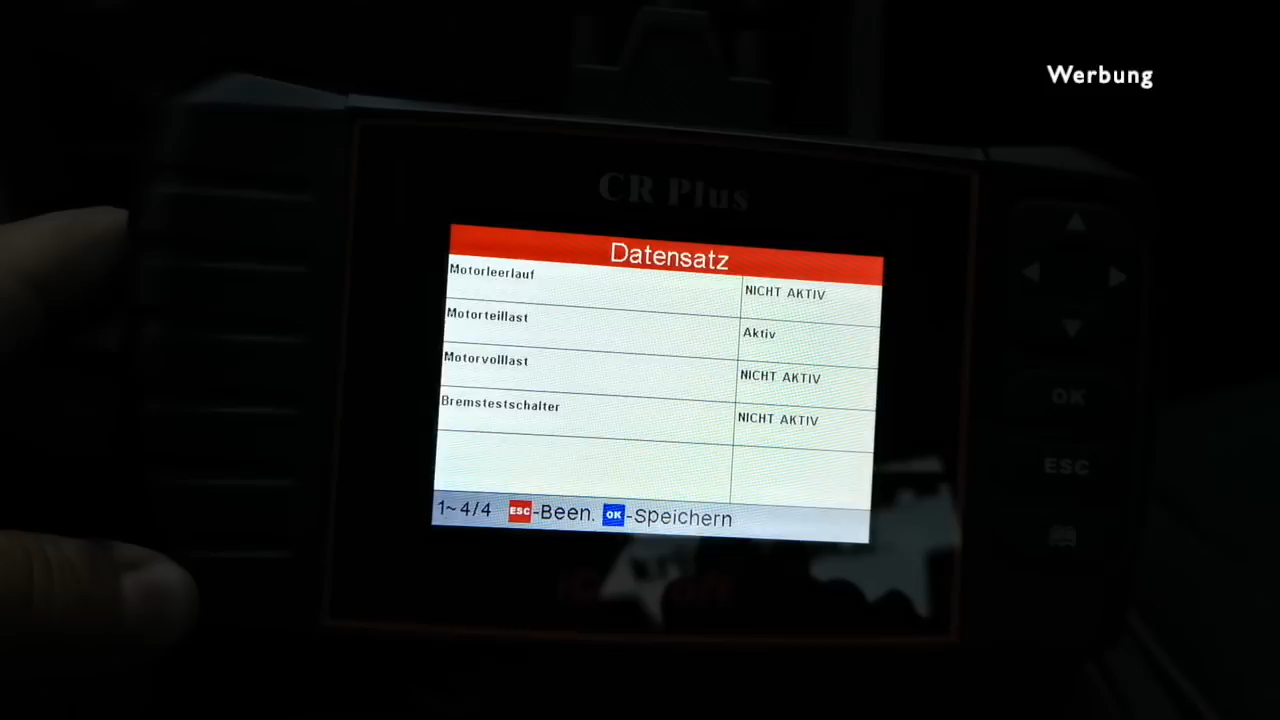 Werbung
CR Plus
Datensatz
Motorleerlauf NICHT AKTIV
Motorteillast Aktiv
Motorvolllast NICHT AKTIV
Bremstestschalter NICHT AKTIV
1~4/4 ESC-Been. OK-Speichern
OK
ESC